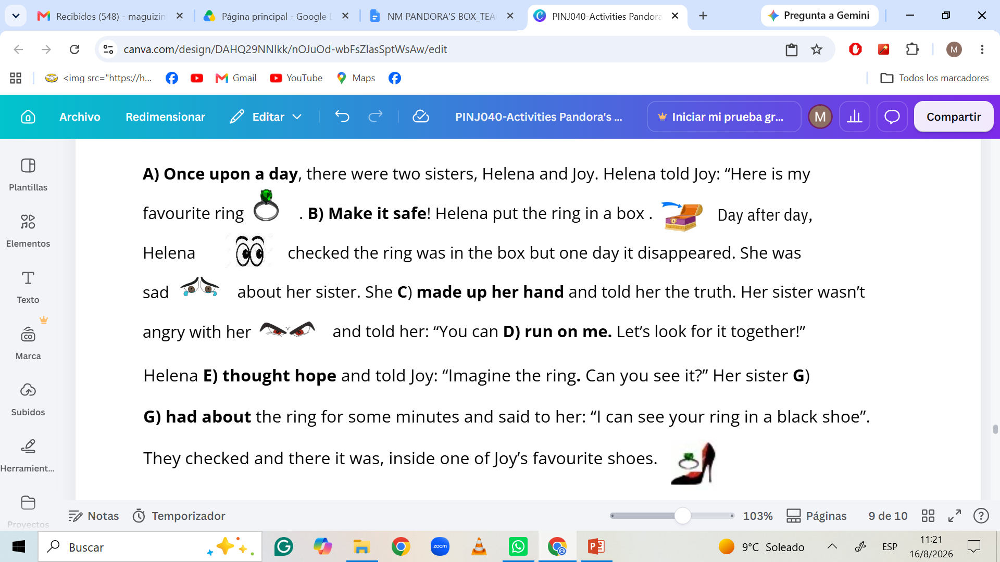 Recibidos (548) - maguizin
Página principal - Google D
NM PANDORA'S BOX_TEA
PINJ040-Activities Pandora
Pregunta a Gemini
canva.com/design/DAHQ29NNIkk/nOJuOd-wbFsZlasSptWsAw/edit
M
<img src="https://h...
Gmail
YouTube
Maps
Todos los marcadores
Archivo
Redimensionar
Editar
PINJ040-Activities Pandora's ...
Iniciar mi prueba gr...
M
Compartir
Plantillas
Elementos
Texto
Marca
Subidos
Herramient...
Proyectos
A) Once upon a day, there were two sisters, Helena and Joy. Helena told Joy: “Here is my
favourite ring . B) Make it safe! Helena put the ring in a box . Day after day,
Helena checked the ring was in the box but one day it disappeared. She was
sad about her sister. She C) made up her hand and told her the truth. Her sister wasn’t
angry with her and told her: “You can D) run on me. Let’s look for it together!”
Helena E) thought hope and told Joy: “Imagine the ring. Can you see it?” Her sister G)
G) had about the ring for some minutes and said to her: “I can see your ring in a black shoe”.
They checked and there it was, inside one of Joy’s favourite shoes.
Notas
Temporizador
103%
Páginas
9 de 10
Buscar
zoom
9°C Soleado
ESP
11:21
16/8/2026